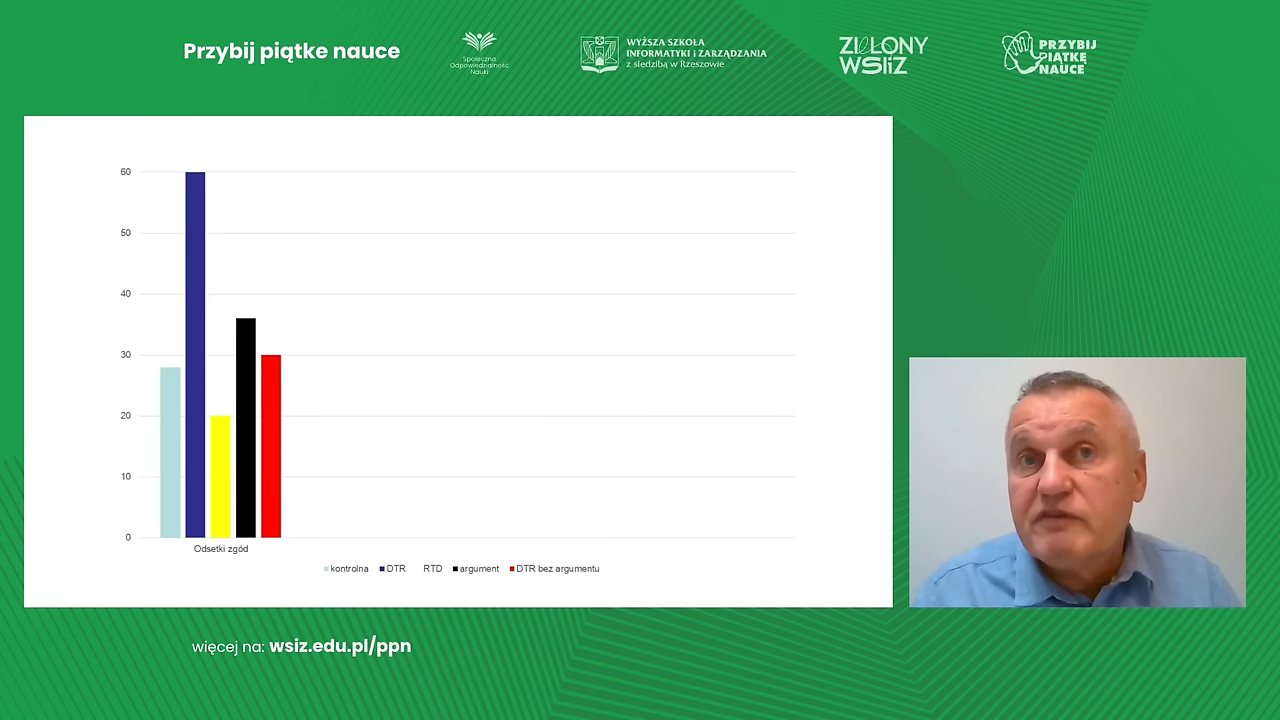 Przybij piątke nauce
Społeczna
Odpowiedzialność
Nauki
WYŻSZA SZKOŁA
INFORMATYKI i ZARZĄDZANIA
z siedzibą w Rzeszowie
ZIELONY
WSIiZ
PRZYBIJ
PIĄTKĘ
NAUCE
60
50
40
30
20
10
0
Odsetki zgód
kontrolna DTR RTD argument DTR bez argumentu
więcej na: wsiz.edu.pl/ppn